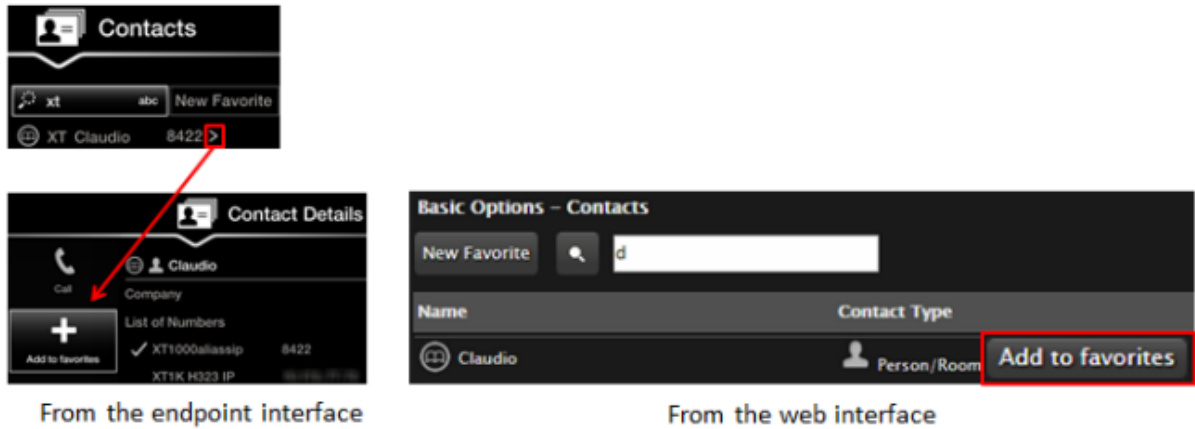 Contacts
xt abc New Favorite
XT Claudio 8422 >
Contact Details
Call
Claudio
Company
List of Numbers
Add to favorites
XT1000aliassip 8422
XT1K H323 IP
From the endpoint interface
Basic Options – Contacts
New Favorite d
Name Contact Type
Claudio Person/Room Add to favorites
From the web interface